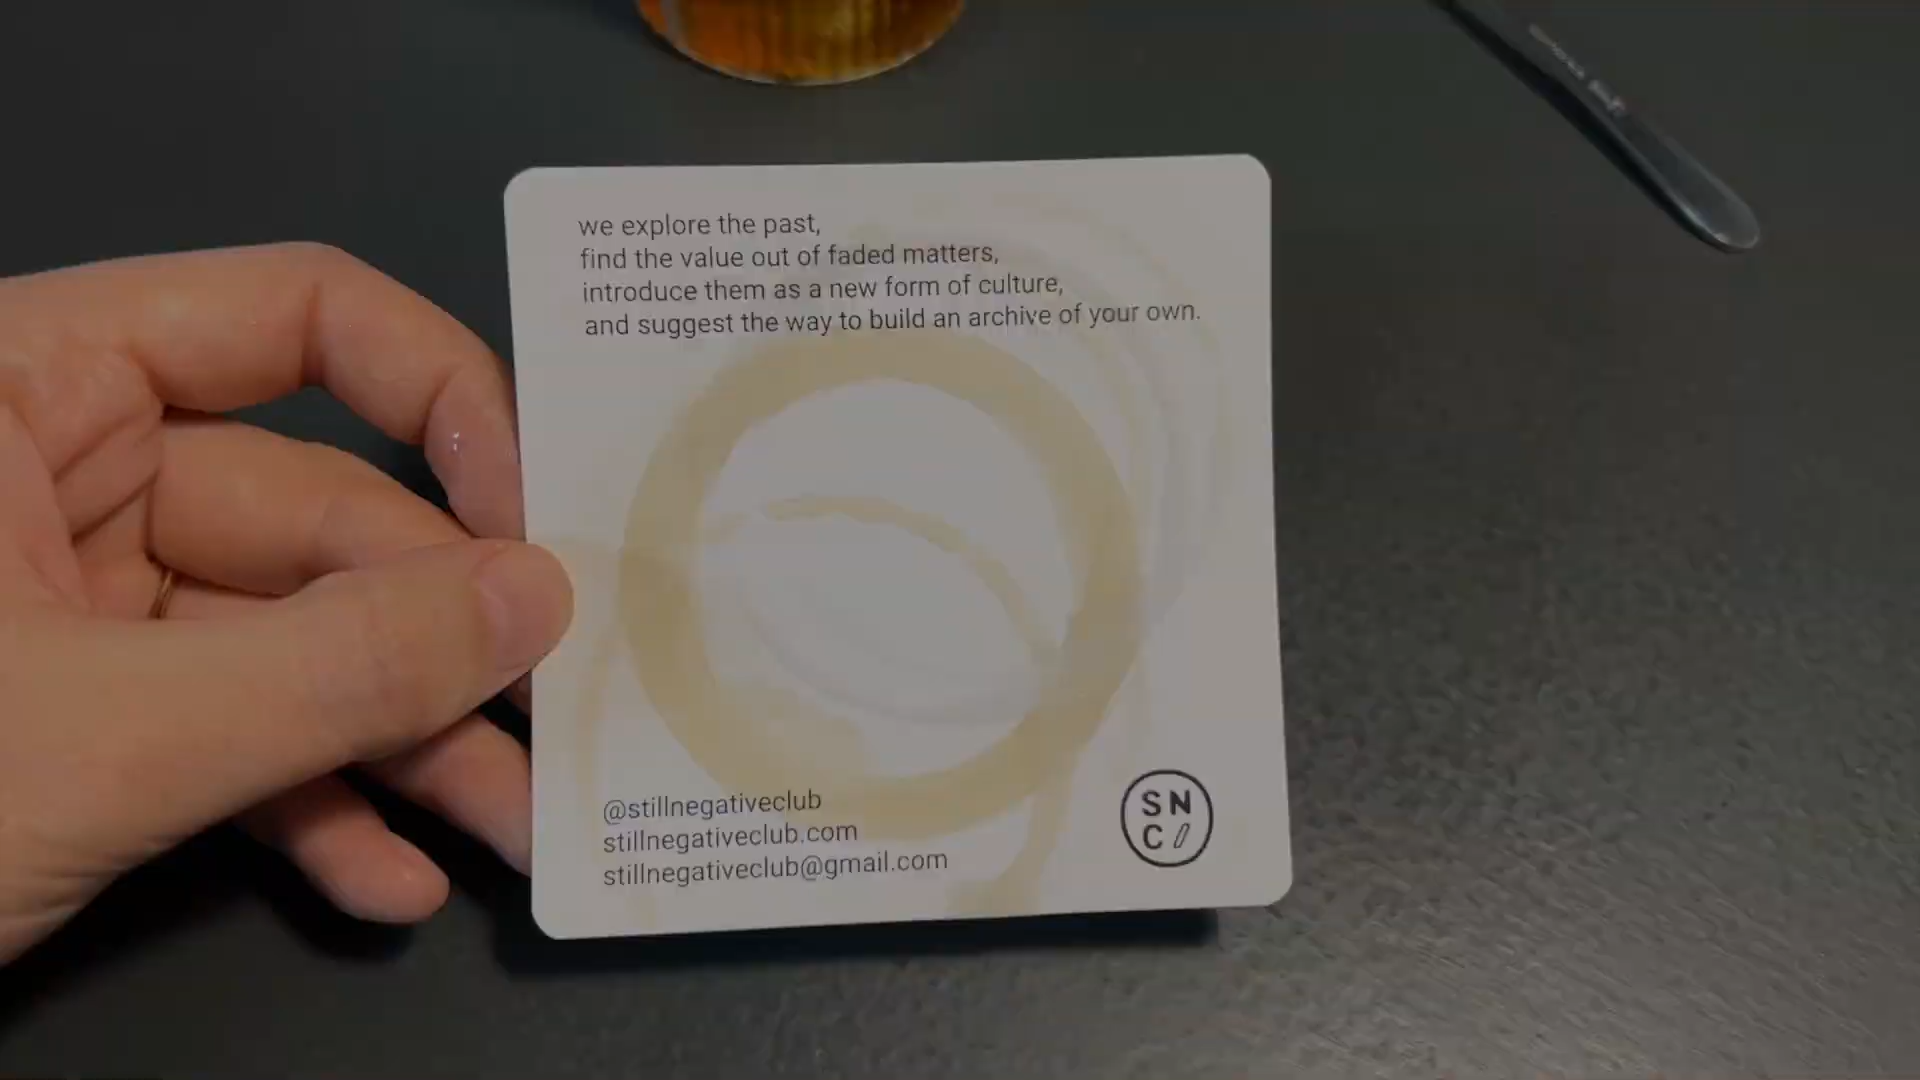 we explore the past,
find the value out of faded matters,
introduce them as a new form of culture,
and suggest the way to build an archive of your own.
@stillnegativeclub
stillnegativeclub.com
stillnegativeclub@gmail.com
SN
C